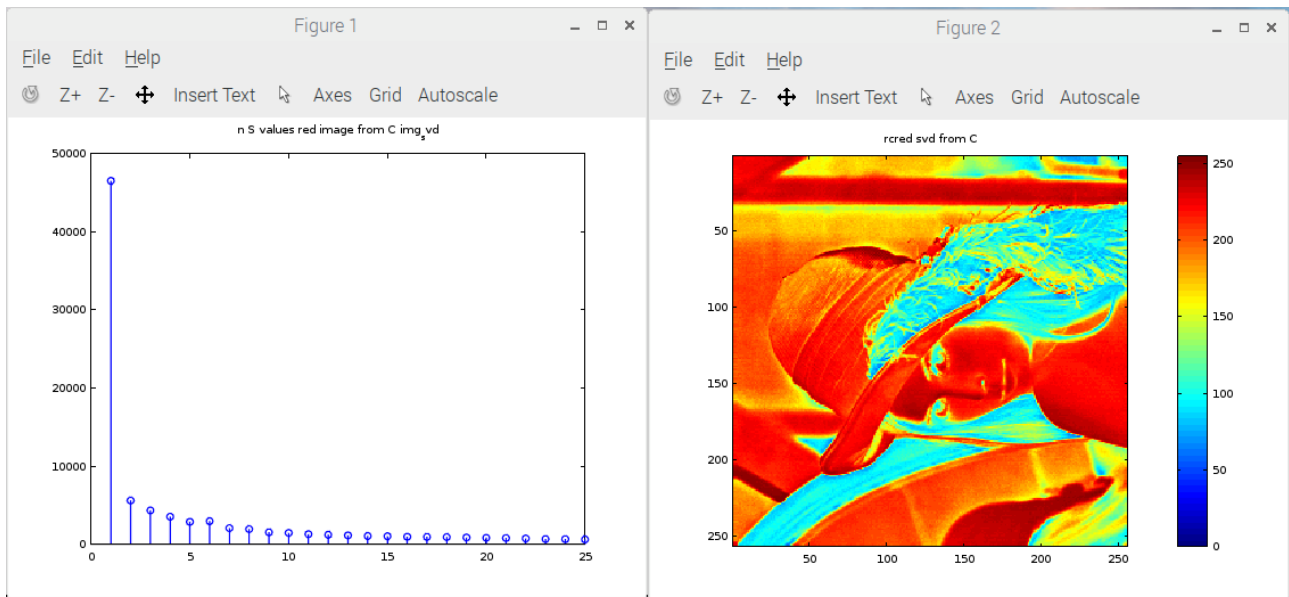 Figure 1
File Edit Help
Z+ Z- Insert Text Axes Grid Autoscale
n S values red image from C img_svd
50000
40000
30000
20000
10000
0
0 5 10 15 20 25
Figure 2
File Edit Help
Z+ Z- Insert Text Axes Grid Autoscale
rcred svd from C
50
100
150
200
250
50 100 150 200 250
250
200
150
100
50
0